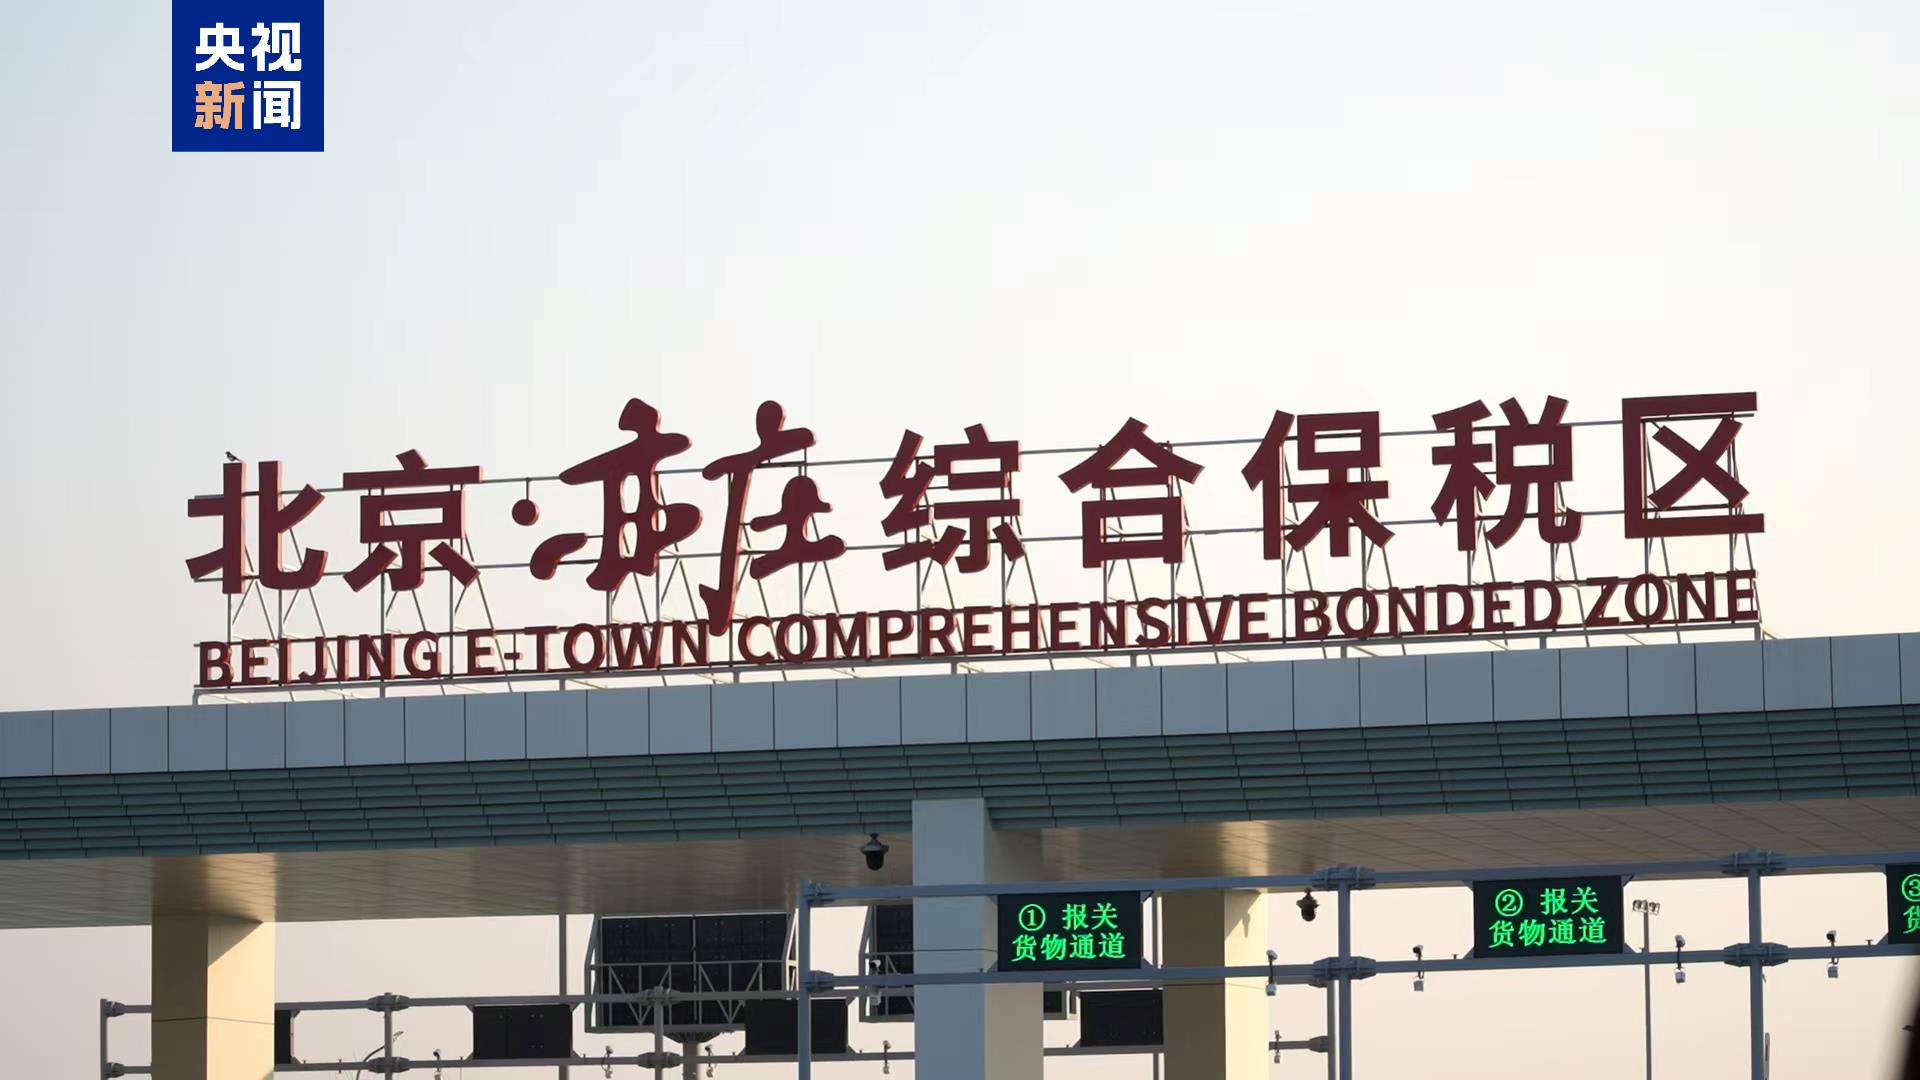 央视
新闻
北京·亦庄综合保税区
BEIJING E-TOWN COMPREHENSIVE BONDED ZONE
① 报关
货物通道
② 报关
货物通道
③